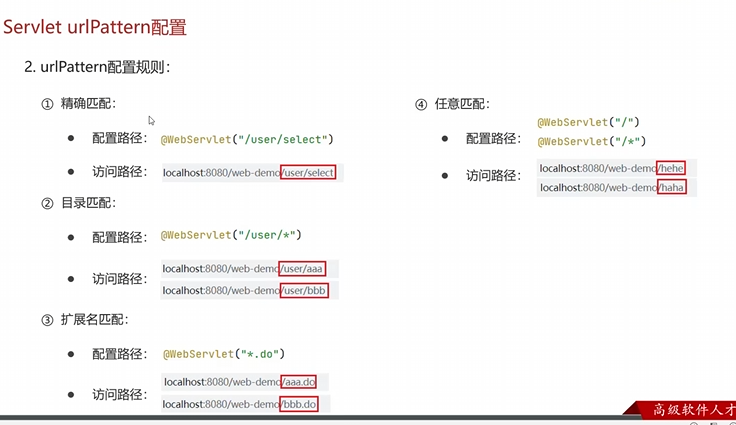 Servlet urlPattern配置
2. urlPattern配置规则：
① 精确匹配：
配置路径： @WebServlet("/user/select")
访问路径： localhost:8080/web-demo/user/select
② 目录匹配：
配置路径： @WebServlet("/user/*")
访问路径： localhost:8080/web-demo/user/aaa
localhost:8080/web-demo/user/bbb
③ 扩展名匹配：
配置路径： @WebServlet("*.do")
访问路径： localhost:8080/web-demo/aaa.do
localhost:8080/web-demo/bbb.do
④ 任意匹配：
@WebServlet("/")
配置路径： @WebServlet("/*")
访问路径： localhost:8080/web-demo/hehe
localhost:8080/web-demo/haha
高级软件人才